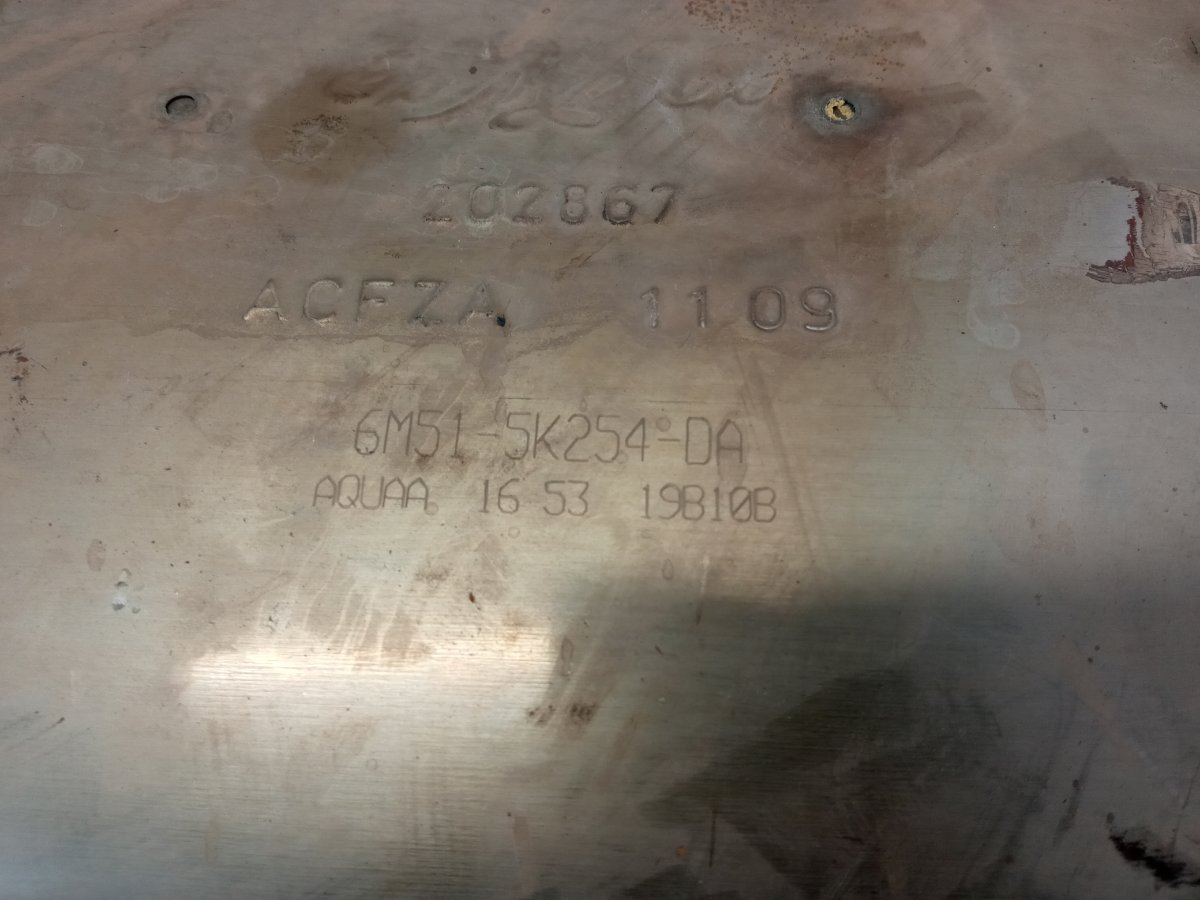 202867
ACFZA 11 09
6M51-5K254-DA
AQUAA 16 53 19B10B